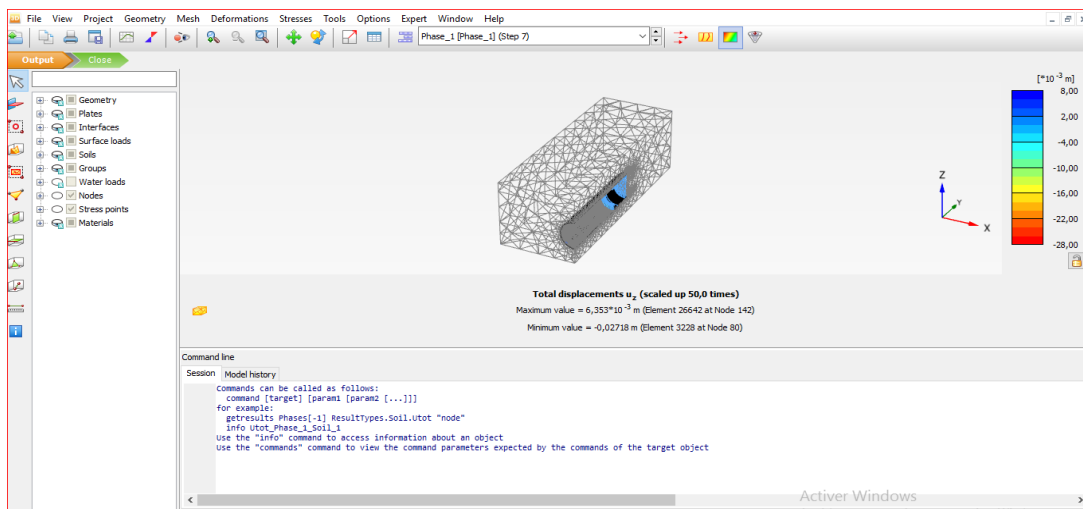 File View Project Geometry Mesh Deformations Stresses Tools Options Expert Window Help
Phase_1 [Phase_1] (Step 7)
Output Close
Geometry
Plates
Interfaces
Surface loads
Soils
Groups
Water loads
Nodes
Stress points
Materials
[*10⁻³ m]
8,00
2,00
-4,00
-10,00
-16,00
-22,00
-28,00
Z
Y
X
Total displacements u_z (scaled up 50,0 times)
Maximum value = 6,353*10⁻³ m (Element 26642 at Node 142)
Minimum value = -0,02718 m (Element 3228 at Node 80)
Command line
Session Model history
Commands can be called as follows:
command [target] [param1 [param2 [...]]]
for example:
getresults Phases[-1] ResultTypes.Soil.Utot "node"
info Utot_Phase_1_Soil_1
Use the "info" command to access information about an object
Use the "commands" command to view the command parameters expected by the commands of the target object
Activer Windows